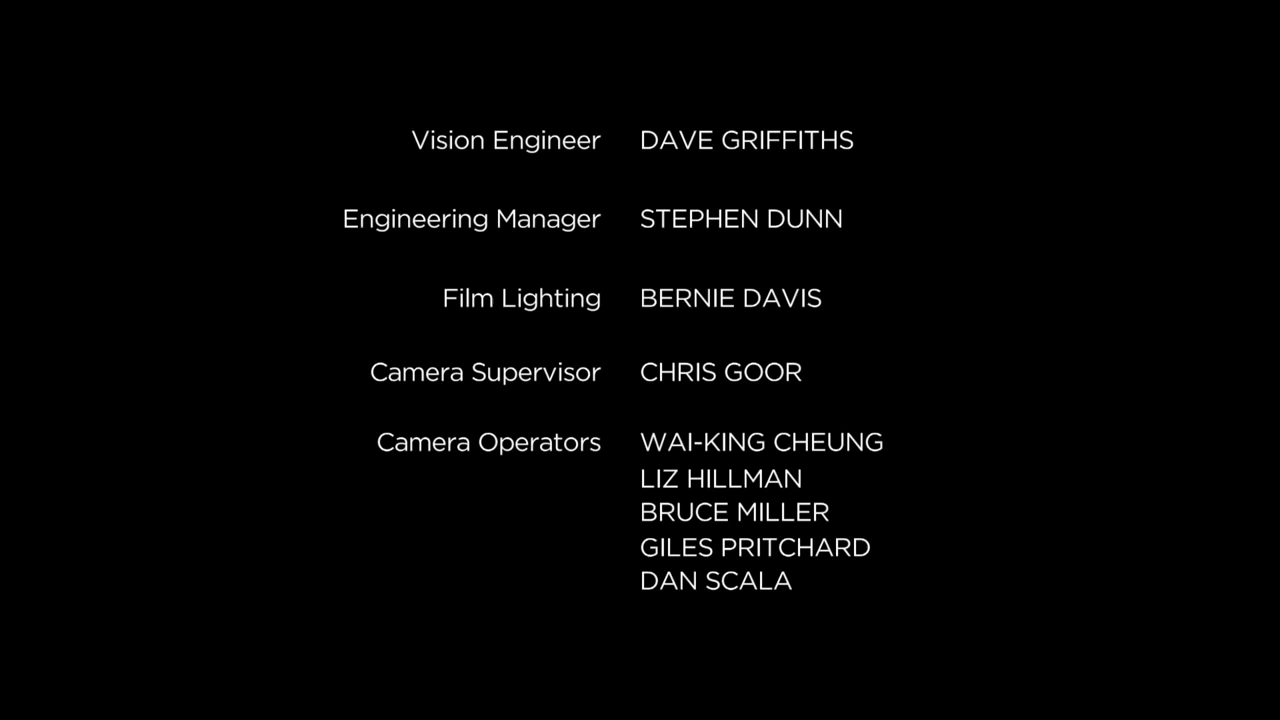 Vision Engineer DAVE GRIFFITHS
Engineering Manager STEPHEN DUNN
Film Lighting BERNIE DAVIS
Camera Supervisor CHRIS GOOR
Camera Operators WAI-KING CHEUNG
LIZ HILLMAN
BRUCE MILLER
GILES PRITCHARD
DAN SCALA